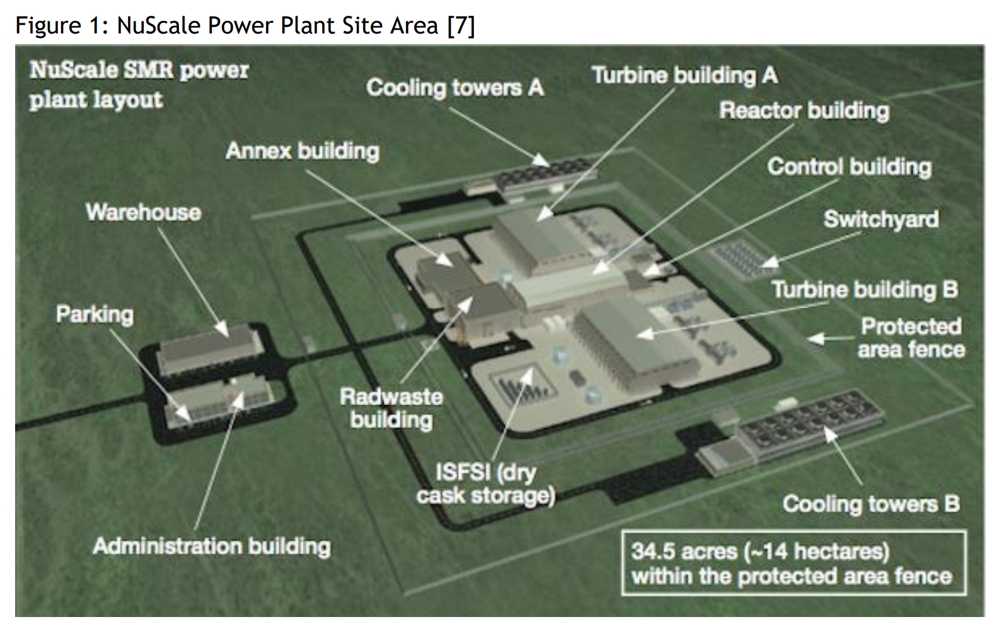 Figure 1: NuScale Power Plant Site Area [7]
NuScale SMR power
plant layout
Cooling towers A
Turbine building A
Reactor building
Annex building
Control building
Warehouse
Switchyard
Turbine building B
Parking
Protected
area fence
Radwaste
building
ISFSI (dry
cask storage)
Cooling towers B
Administration building
34.5 acres (~14 hectares)
within the protected area fence